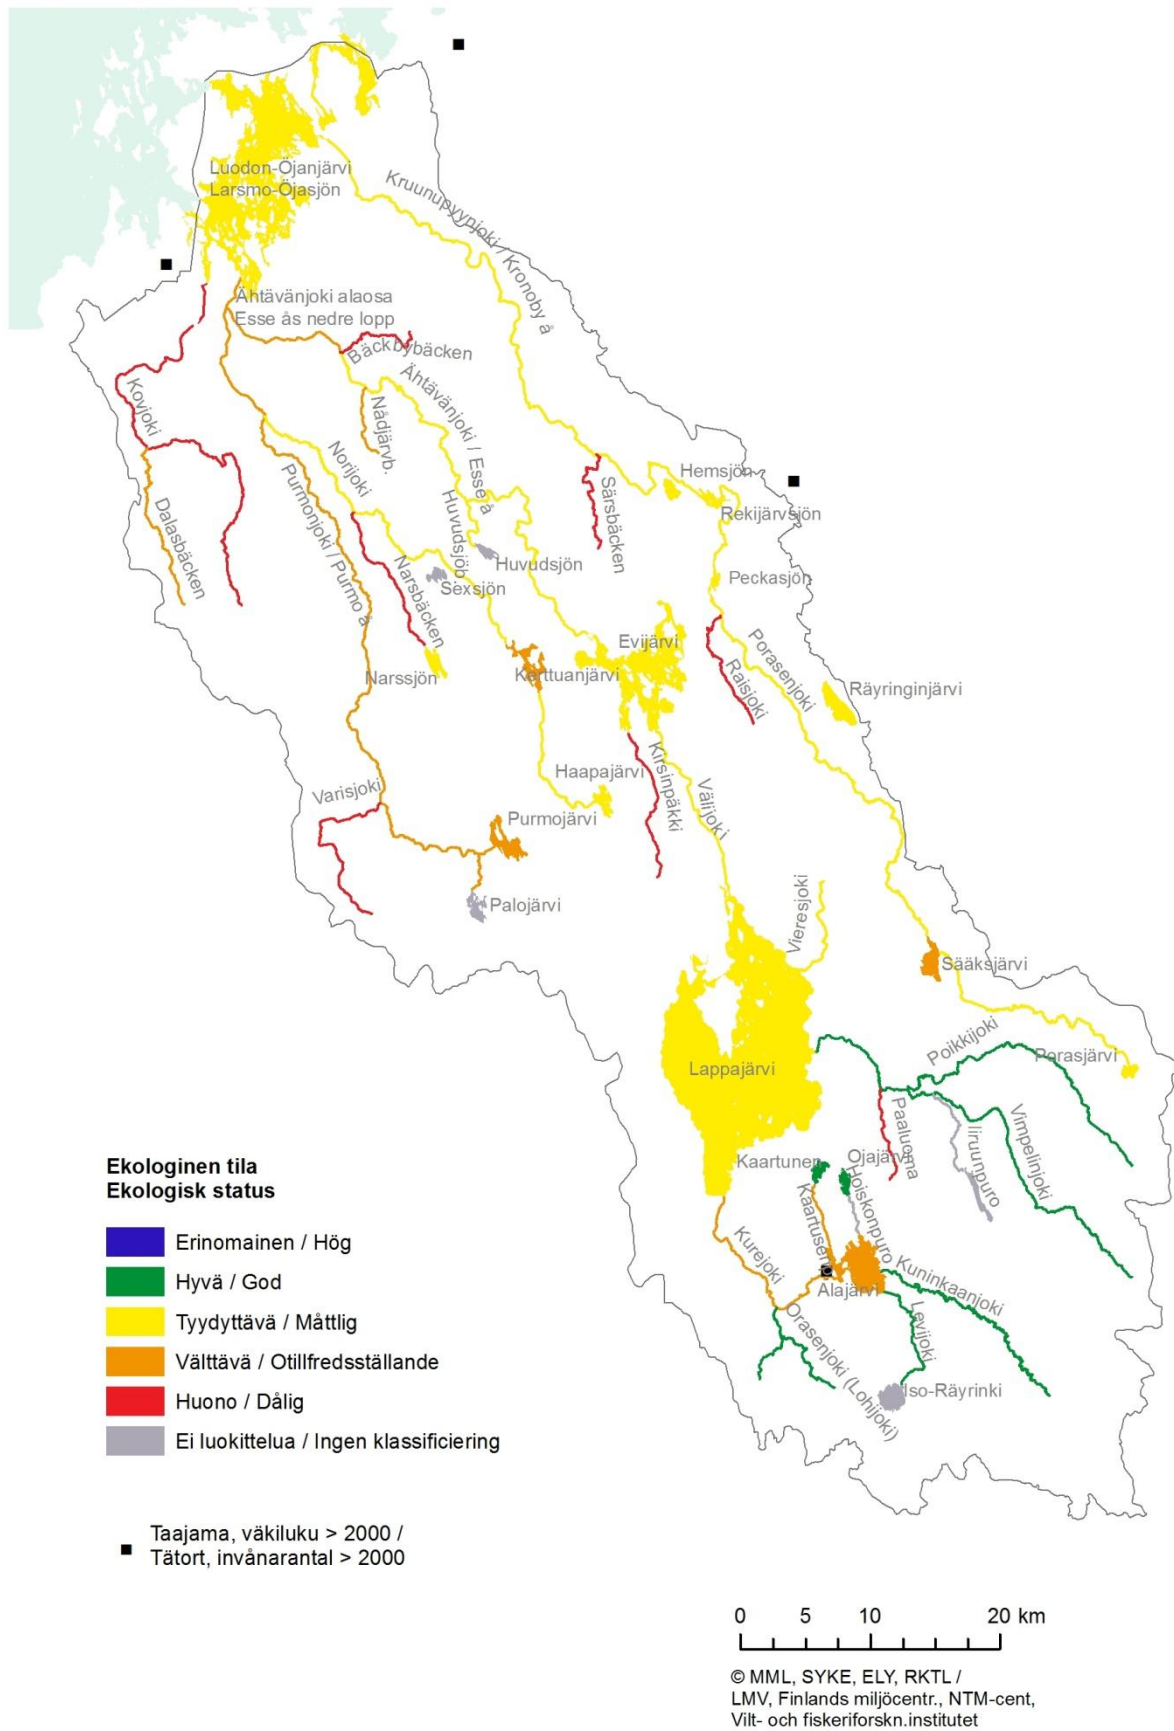 Luodon-Öjanjärvi
Larsmo-Öjasjön
Kruunupyynjoki / Kronoby å
Ähtävänjoki alaosa
Esse ås nedre lopp
Bäckbybäcken
Kovjoki
Nådjärvb.
Ähtävänjoki / Esse å
Norijoki
Purmonjoki / Purmo å
Dalasbäcken
Huvudsjöb
Särsbäcken
Hemsjön
Rekijärvsjön
Huvudsjön
Sexsjön
Narsbäcken
Peckasjön
Evijärvi
Kerttuanjärvi
Narssjön
Raisjoki
Porasenjoki
Räyringinjärvi
Haapajärvi
Kirsinpäkki
Välijoki
Varisjoki
Purmojärvi
Palojärvi
Vieresjoki
Sääksjärvi
Poikkijoki
Porasjärvi
Lappajärvi
Paaluoma
Iiruunpuro
Vimpelinjoki
Kaartunen
Ojajärvi
Hoiskonpuro
Kurejoki
Kuninkaanjoki
Alajärvi
Levijoki
Orasenjoki (Lohijoki)
Iso-Räyrinki
Ekologinen tila
Ekologisk status
Erinomainen / Hög
Hyvä / God
Tyydyttävä / Måttlig
Välttävä / Otillfredsställande
Huono / Dålig
Ei luokittelua / Ingen klassificiering
Taajama, väkiluku > 2000 /
Tätort, invånarantal > 2000
0 5 10 20 km
© MML, SYKE, ELY, RKTL /
LMV, Finlands miljöcentr., NTM-cent,
Vilt- och fiskeriforskn.institutet